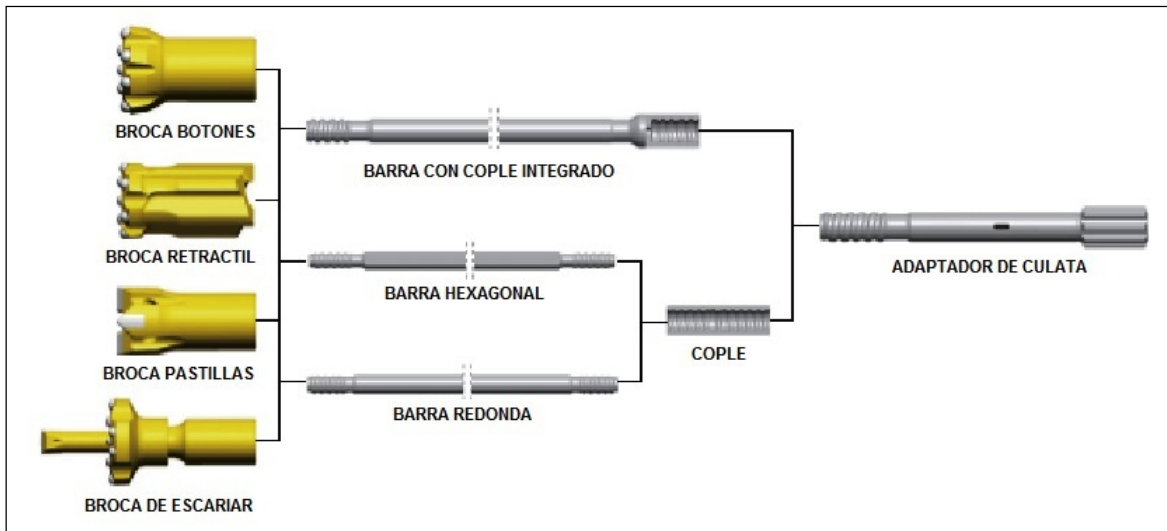 BROCA BOTONES
BARRA CON COPLE INTEGRADO
BROCA RETRACTIL
ADAPTADOR DE CULATA
BARRA HEXAGONAL
COPLE
BROCA PASTILLAS
BARRA REDONDA
BROCA DE ESCARIAR